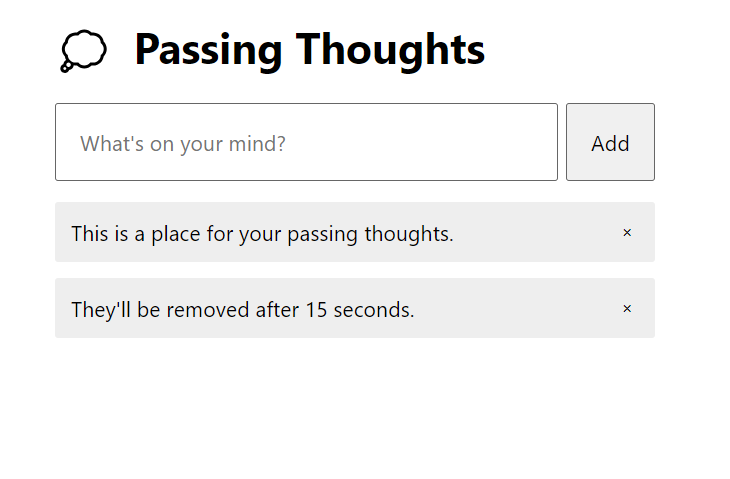 Passing Thoughts
What's on your mind?
Add
This is a place for your passing thoughts.
×
They'll be removed after 15 seconds.
×